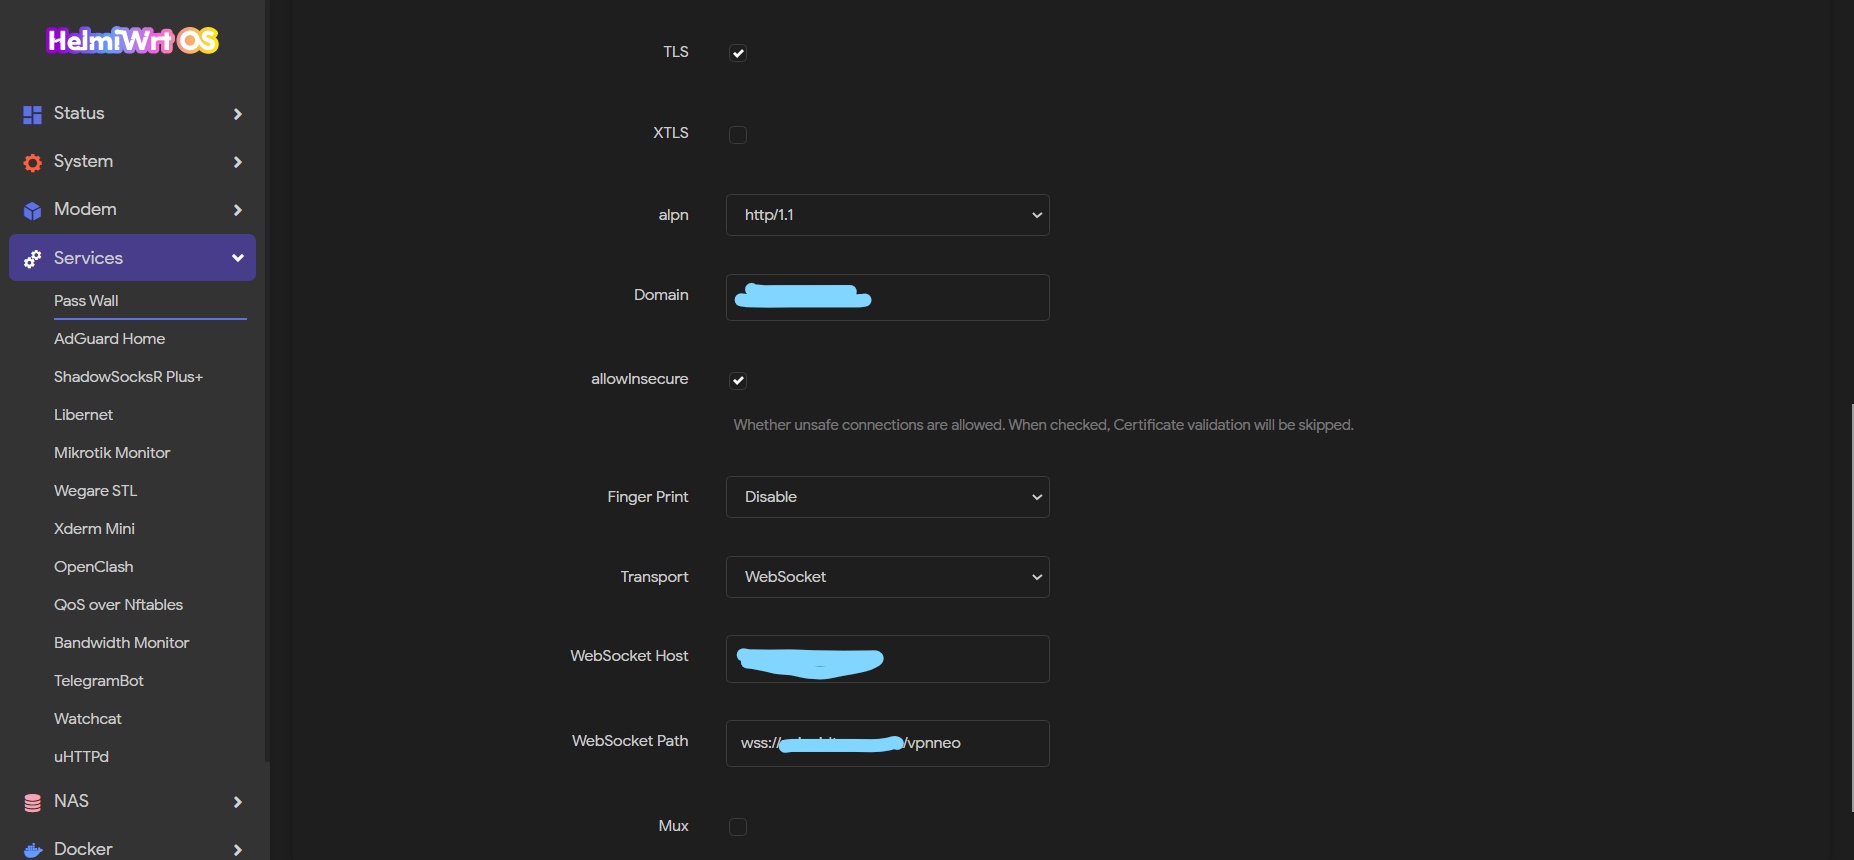 HelmiWrt OS
Status
System
Modem
Services
Pass Wall
AdGuard Home
ShadowSocksR Plus+
Libernet
Mikrotik Monitor
Wegare STL
Xderm Mini
OpenClash
QoS over Nftables
Bandwidth Monitor
TelegramBot
Watchcat
uHTTPd
NAS
Docker
TLS
XTLS
alpn http/1.1
Domain
allowInsecure
Whether unsafe connections are allowed. When checked, Certificate validation will be skipped.
Finger Print Disable
Transport WebSocket
WebSocket Host
WebSocket Path wss:// /vpnneo
Mux